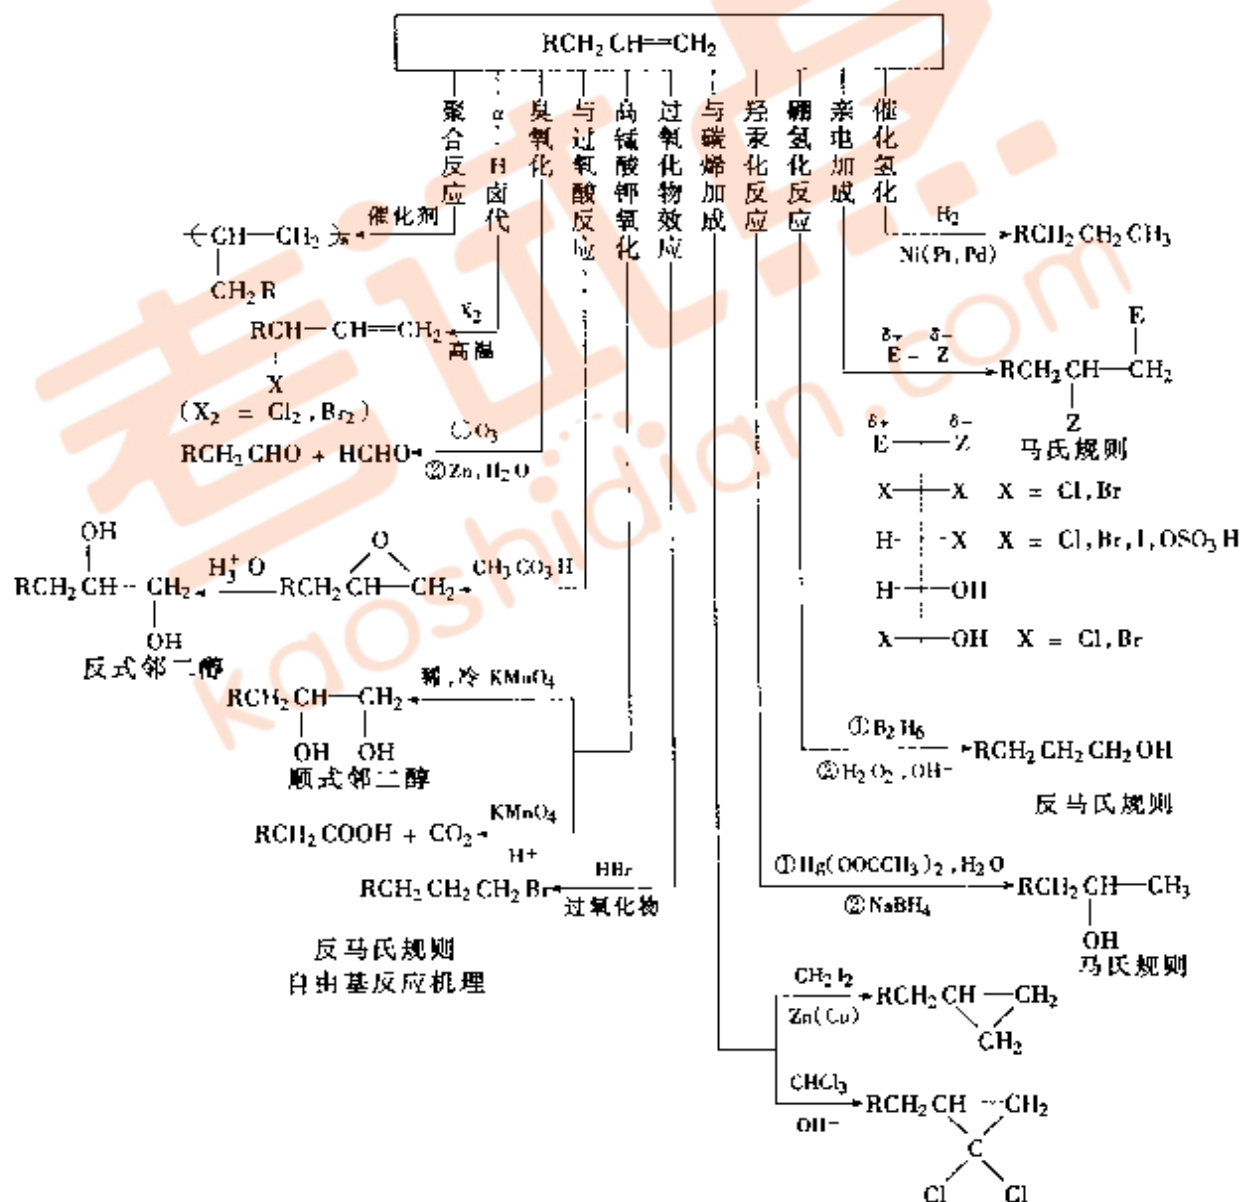 RCH₂CH=CH₂
聚合反应
α-H卤代
臭氧化
与过氧酸反应
高锰酸钾氧化
过氧化物效应
与碳烯加成
羟汞化反应
硼氢化反应
亲电加成
催化氢化
催化剂
CH—CH₂
CH₂R
H₂
Ni(Pt,Pd)
RCH₂CH₂CH₃
X₂
高温
RCH—CH=CH₂
X
(X₂ = Cl₂,Br₂)
δ+ δ-
E-Z
E
RCH₂CH—CH₂
Z
马氏规则
δ+ δ-
E—Z
X—X X = Cl,Br
H-X X = Cl,Br,I,OSO₃H
H—OH
X—OH X = Cl,Br
O₃
②Zn,H₂O
RCH₂CHO + HCHO
OH
RCH₂CH-CH₂
OH
反式邻二醇
H₃⁺O
O
RCH₂CH—CH₂
CH₃CO₃H
稀,冷 KMnO₄
RCH₂CH—CH₂
OH OH
顺式邻二醇
①B₂H₆
②H₂O₂,OH⁻
RCH₂CH₂CH₂OH
反马氏规则
KMnO₄
H⁺
RCH₂COOH + CO₂
HBr
过氧化物
RCH₂CH₂CH₂Br
反马氏规则
自由基反应机理
①Hg(OOCCH₃)₂,H₂O
②NaBH₄
RCH₂CH—CH₃
OH
马氏规则
CH₂I₂
Zn(Cu)
RCH₂CH—CH₂
CH₂
CHCl₃
OH⁻
RCH₂CH-CH₂
C
Cl Cl
考试点
kaoshidian.com